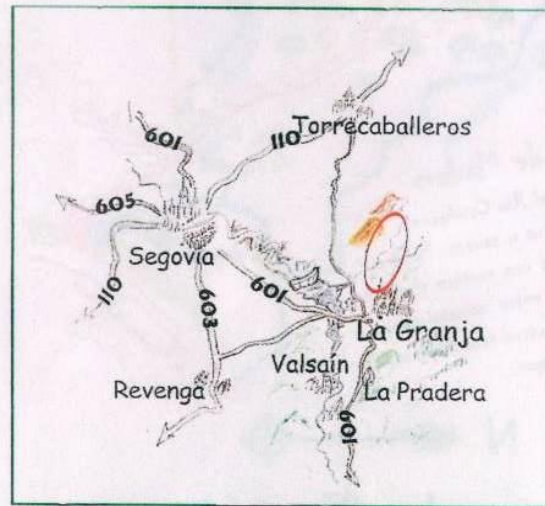 Torrecaballeros
601
110
605
Segovia
110
601
603
La Granja
Valsaín
Revenga
La Pradera
601